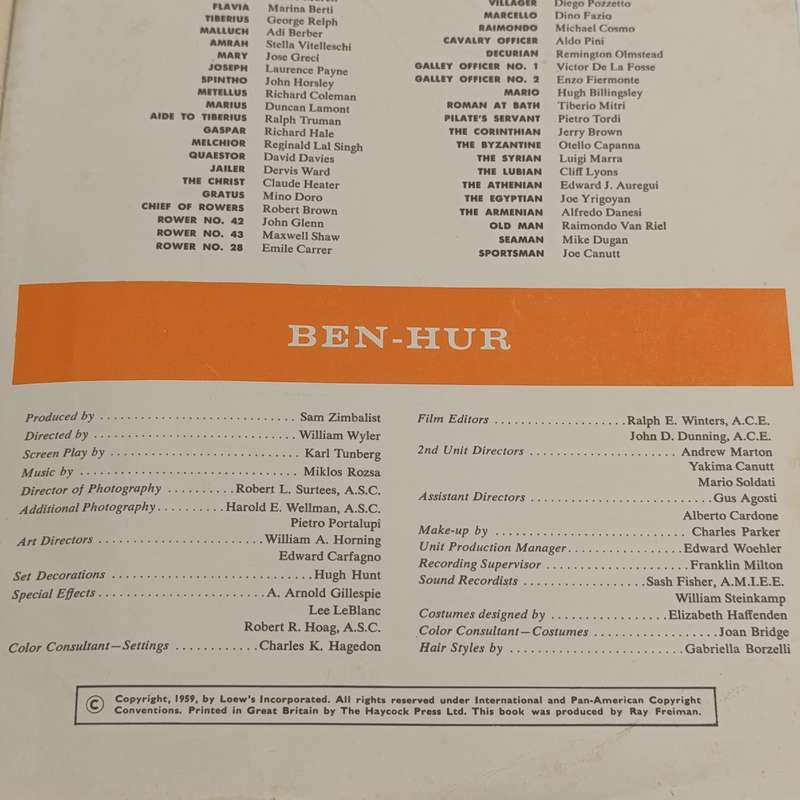 FLAVIA Marina Berti
TIBERIUS George Relph
MALLUCH Adi Berber
AMRAH Stella Vitelleschi
MARY Jose Greci
JOSEPH Laurence Payne
SPINTHO John Horsley
METELLUS Richard Coleman
MARIUS Duncan Lamont
AIDE TO TIBERIUS Ralph Truman
GASPAR Richard Hale
MELCHIOR Reginald Lal Singh
QUAESTOR David Davies
JAILER Dervis Ward
THE CHRIST Claude Heater
GRATUS Mino Doro
CHIEF OF ROWERS Robert Brown
ROWER NO. 42 John Glenn
ROWER NO. 43 Maxwell Shaw
ROWER NO. 28 Emile Carrer
VILLAGER Diego Pozzetto
MARCELLO Dino Fazio
RAIMONDO Michael Cosmo
CAVALRY OFFICER Aldo Pini
DECURIAN Remington Olmstead
GALLEY OFFICER NO. 1 Victor De La Fosse
GALLEY OFFICER NO. 2 Enzo Fiermonte
MARIO Hugh Billingsley
ROMAN AT BATH Tiberio Mitri
PILATE'S SERVANT Pietro Tordi
THE CORINTHIAN Jerry Brown
THE BYZANTINE Otello Capanna
THE SYRIAN Luigi Marra
THE LUBIAN Cliff Lyons
THE ATHENIAN Edward J. Auregui
THE EGYPTIAN Joe Yrigoyan
THE ARMENIAN Alfredo Danesi
OLD MAN Raimondo Van Riel
SEAMAN Mike Dugan
SPORTSMAN Joe Canutt
BEN-HUR
Produced by ............................ Sam Zimbalist
Directed by .............................. William Wyler
Screen Play by ............................ Karl Tunberg
Music by ................................ Miklos Rozsa
Director of Photography ..........Robert L. Surtees, A.S.C.
Additional Photography..........Harold E. Wellman, A.S.C.
Pietro Portalupi
Art Directors ........................William A. Horning
Edward Carfagno
Set Decorations ..............................Hugh Hunt
Special Effects.........................A. Arnold Gillespie
Lee LeBlanc
Robert R. Hoag, A.S.C.
Color Consultant—Settings ............Charles K. Hagedon
Film Editors ...................Ralph E. Winters, A.C.E.
John D. Dunning, A.C.E.
2nd Unit Directors ....................... Andrew Marton
Yakima Canutt
Mario Soldati
Assistant Directors ...........................Gus Agosti
Alberto Cardone
Make-up by ............................ Charles Parker
Unit Production Manager.................Edward Woehler
Recording Supervisor .....................Franklin Milton
Sound Recordists ..................Sash Fisher, A.M.I.E.E.
William Steinkamp
Costumes designed by .................Elizabeth Haffenden
Color Consultant—Costumes ..................Joan Bridge
Hair Styles by .........................Gabriella Borzelli
© Copyright, 1959, by Loew's Incorporated. All rights reserved under International and Pan-American Copyright
Conventions. Printed in Great Britain by The Haycock Press Ltd. This book was produced by Ray Freiman.